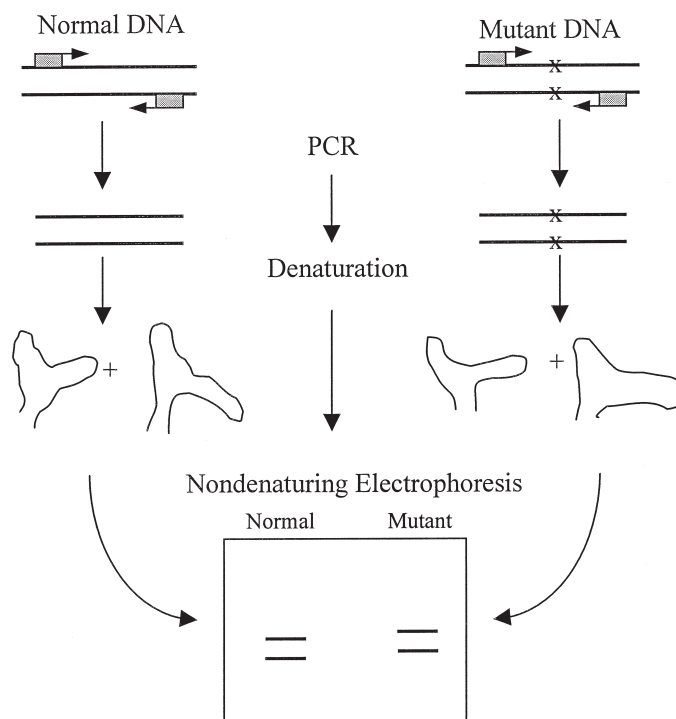 Normal DNA
Mutant DNA
x
x
PCR
x
x
Denaturation
+
+
Nondenaturing Electrophoresis
Normal Mutant